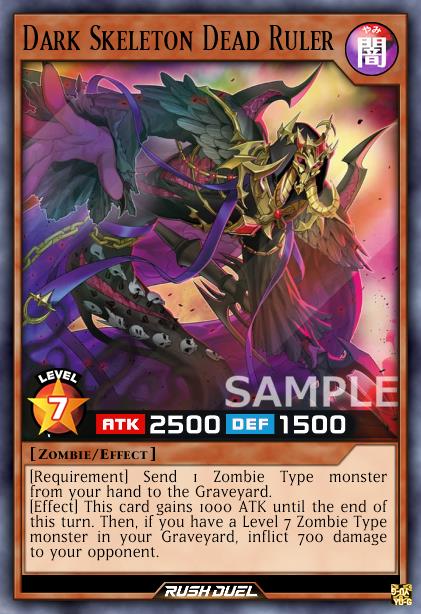 Dark Skeleton Dead Ruler
やみ
闇
SAMPLE
LEVEL
7
ATK 2500 DEF 1500
[Zombie/Effect]
[Requirement] Send 1 Zombie Type monster
from your hand to the Graveyard.
[Effect] This card gains 1000 ATK until the end of
this turn. Then, if you have a Level 7 Zombie Type
monster in your Graveyard, inflict 700 damage
to your opponent.
RUSH DUEL